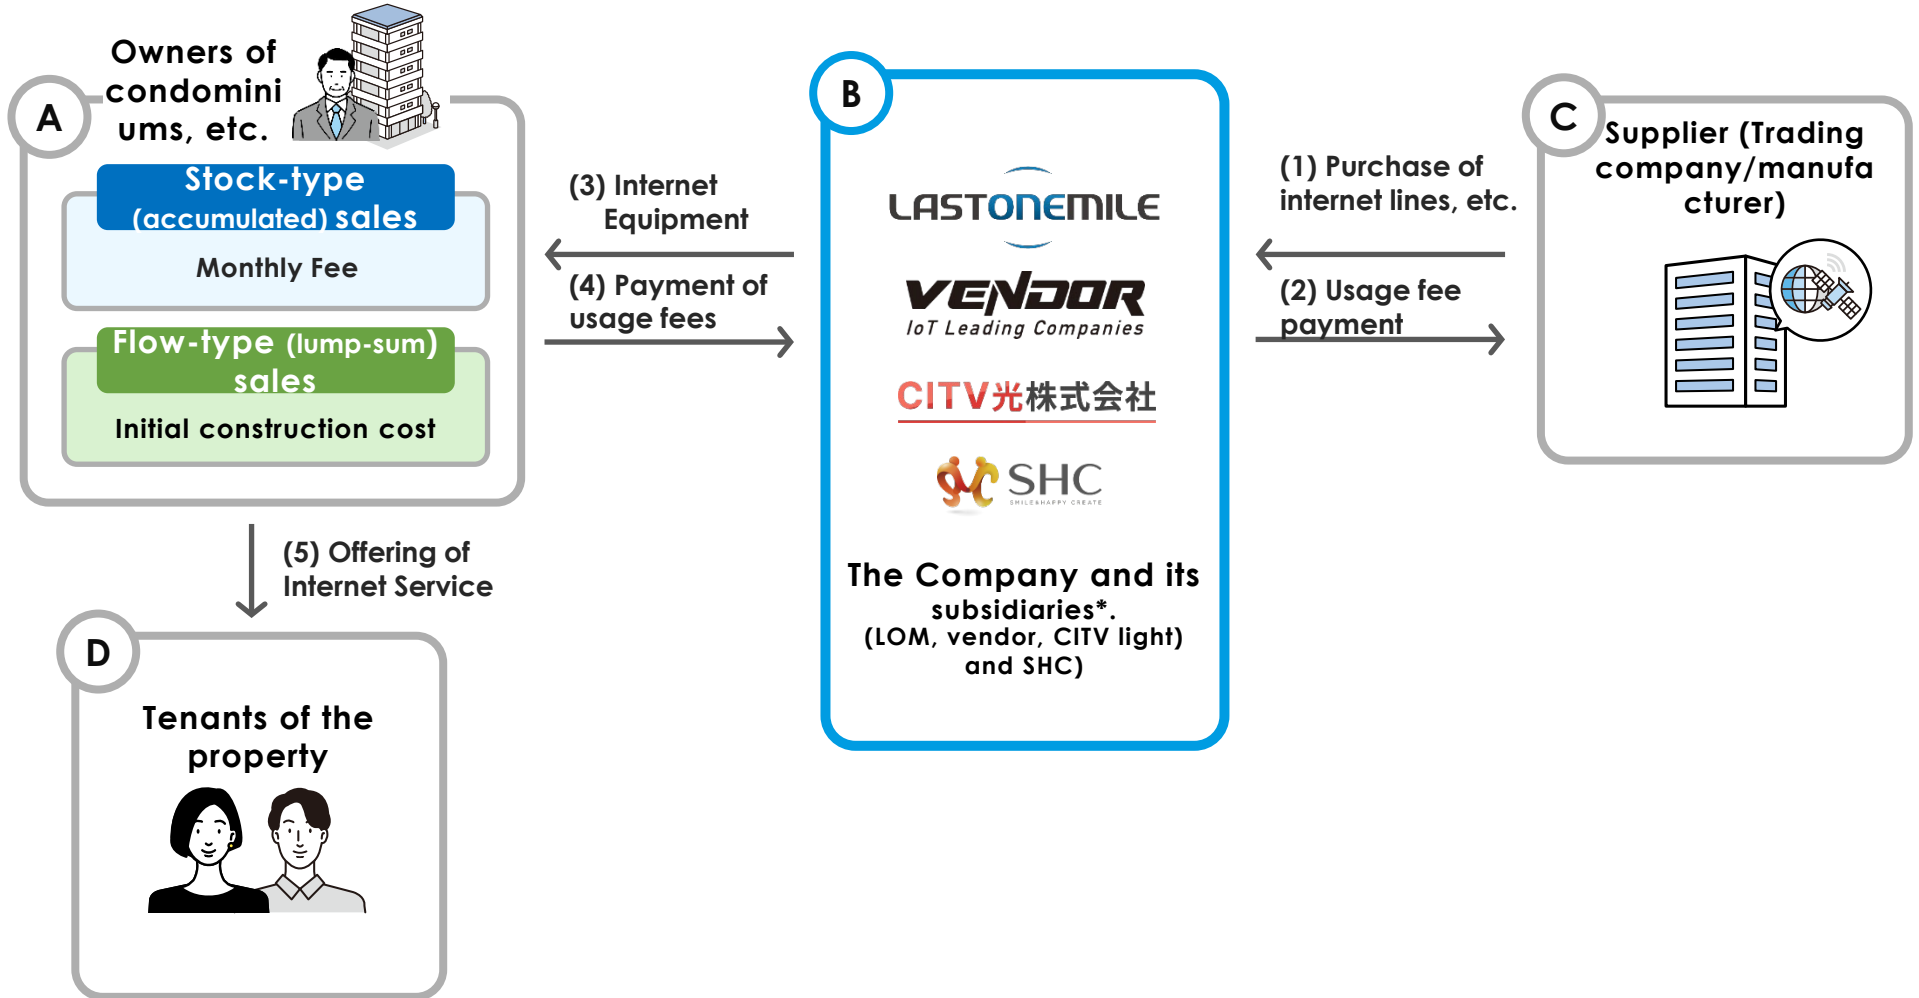 A
Owners of
condomini
ums, etc.
Stock-type
(accumulated) sales
Monthly Fee
Flow-type (lump-sum)
sales
Initial construction cost
(3) Internet
Equipment
(4) Payment of
usage fees
B
LASTONEMILE
VENDOR
IoT Leading Companies
CITV光株式会社
SHC
SMILE&HAPPY CREATE
The Company and its
subsidiaries*.
(LOM, vendor, CITV light)
and SHC)
(1) Purchase of
internet lines, etc.
(2) Usage fee
payment
C
Supplier (Trading
company/manufa
cturer)
(5) Offering of
Internet Service
D
Tenants of the
property